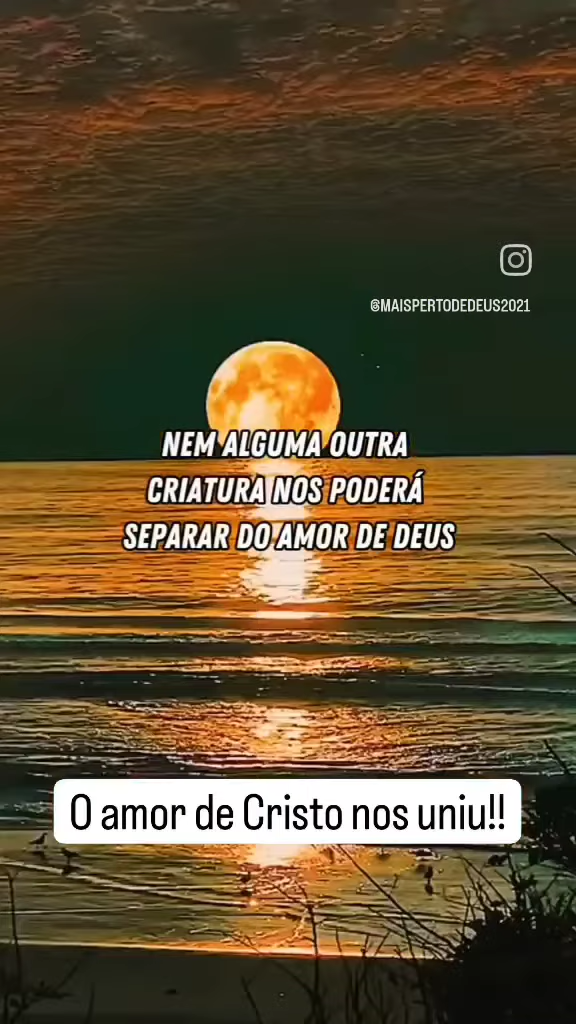 @MAISPERTODEDEUS2021
NEM ALGUMA OUTRA
CRIATURA NOS PODERÁ
SEPARAR DO AMOR DE DEUS
O amor de Cristo nos uniu!!